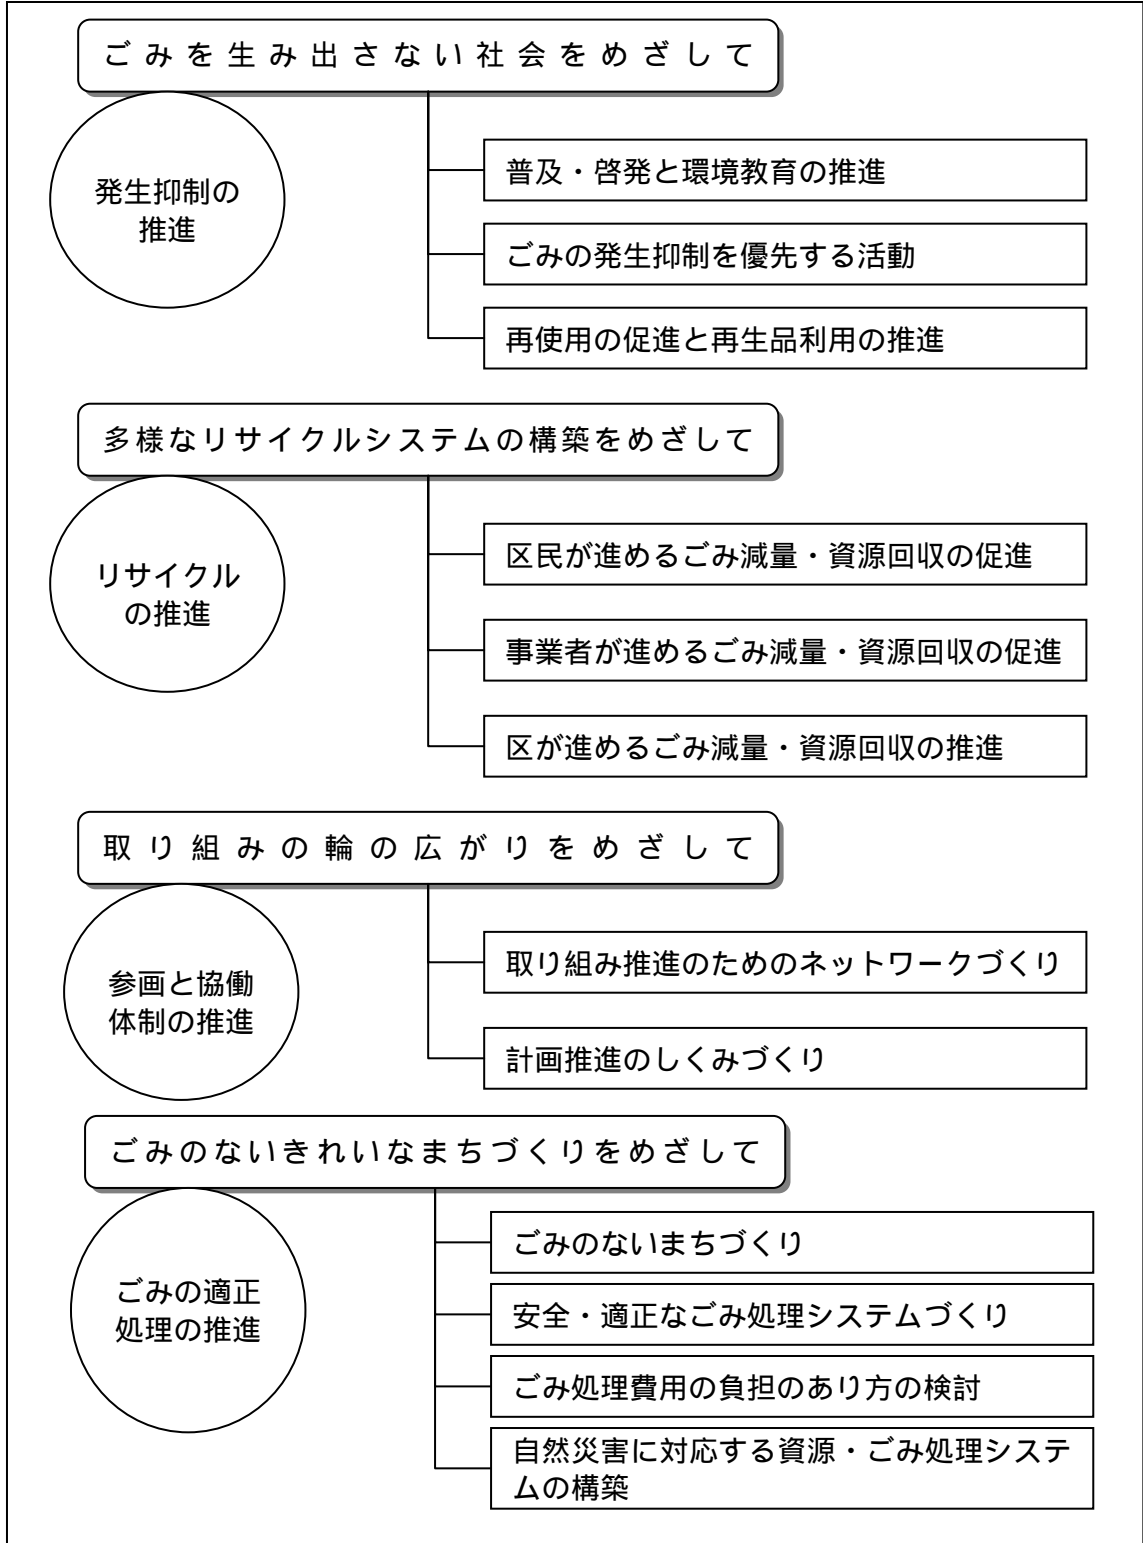 ごみを生み出さない社会をめざして
発生抑制の
推進
普及・啓発と環境教育の推進
ごみの発生抑制を優先する活動
再使用の促進と再生品利用の推進
多様なリサイクルシステムの構築をめざして
リサイクル
の推進
区民が進めるごみ減量・資源回収の促進
事業者が進めるごみ減量・資源回収の促進
区が進めるごみ減量・資源回収の推進
取り組みの輪の広がりをめざして
参画と協働
体制の推進
取り組み推進のためのネットワークづくり
計画推進のしくみづくり
ごみのないきれいなまちづくりをめざして
ごみの適正
処理の推進
ごみのないまちづくり
安全・適正なごみ処理システムづくり
ごみ処理費用の負担のあり方の検討
自然災害に対応する資源・ごみ処理システ
ムの構築